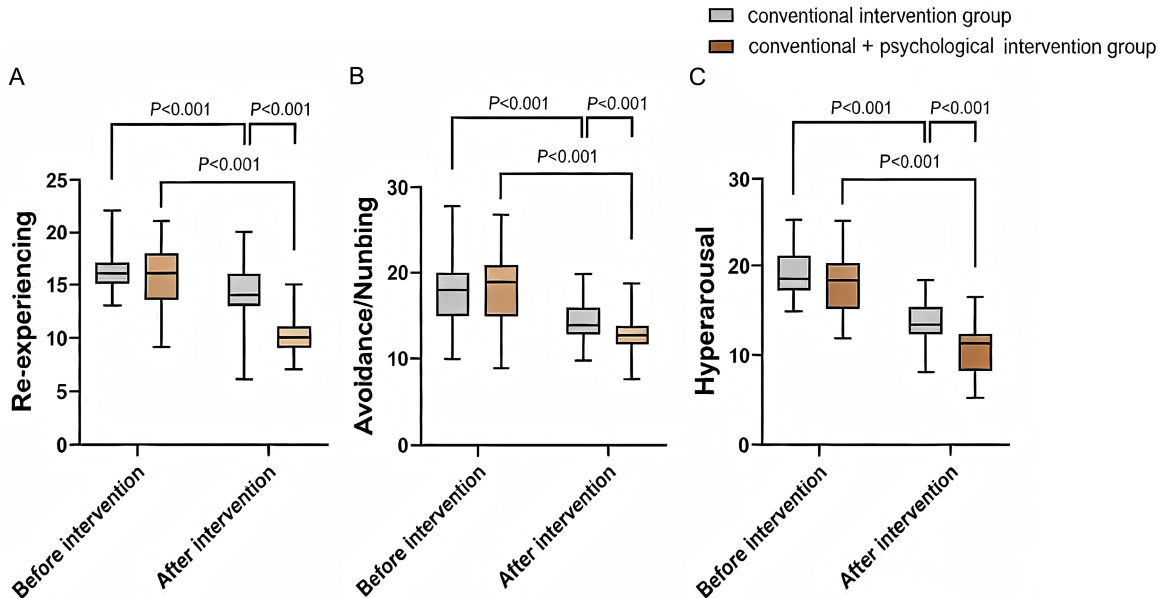 conventional intervention group
conventional + psychological intervention group
A
P<0.001
P<0.001
P<0.001
Re-experiencing
25
20
15
10
5
0
Before intervention
After intervention
B
P<0.001
P<0.001
P<0.001
Avoidance/Nunbing
30
20
10
0
Before intervention
After intervention
C
P<0.001
P<0.001
P<0.001
Hyperarousal
30
20
10
0
Before intervention
After intervention